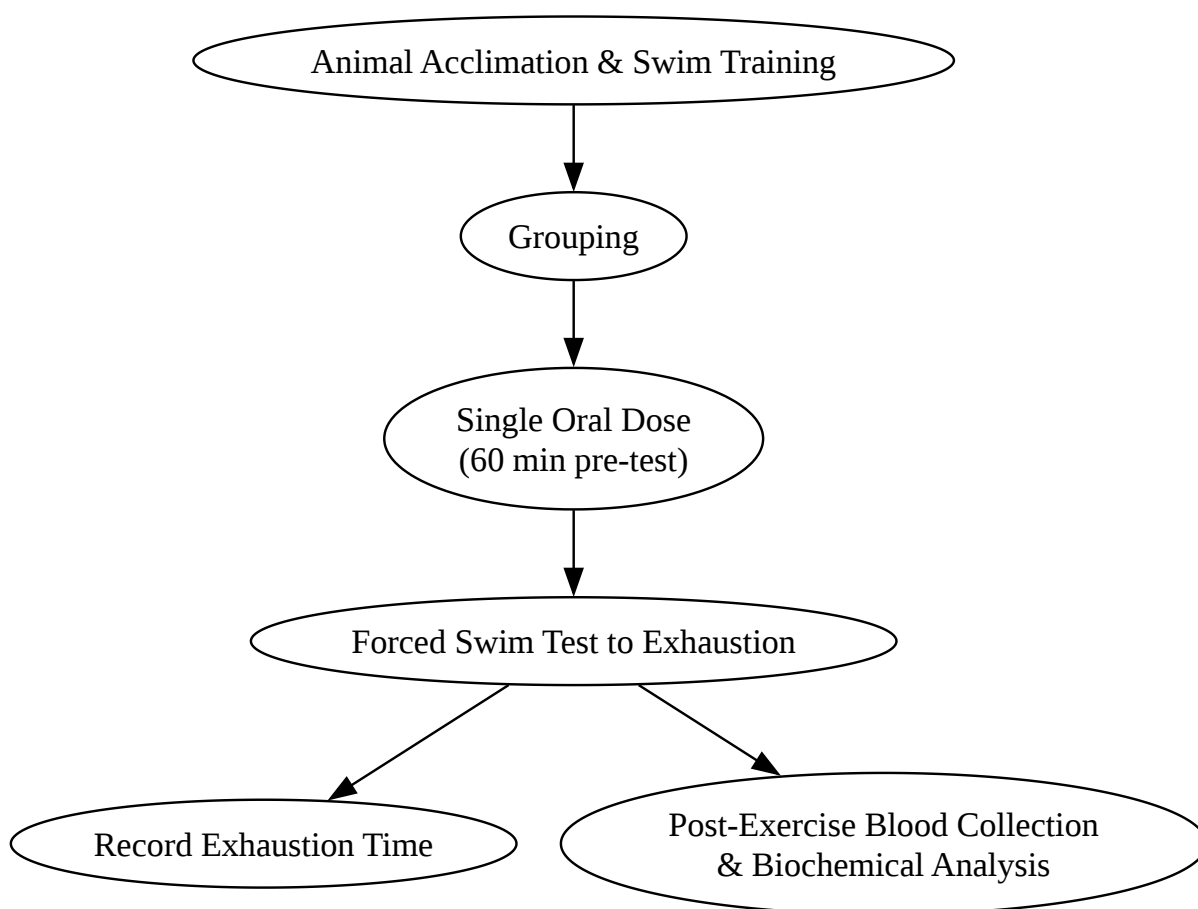 Animal Acclimation & Swim Training
Grouping
Single Oral Dose
(60 min pre-test)
Forced Swim Test to Exhaustion
Record Exhaustion Time
Post-Exercise Blood Collection
& Biochemical Analysis